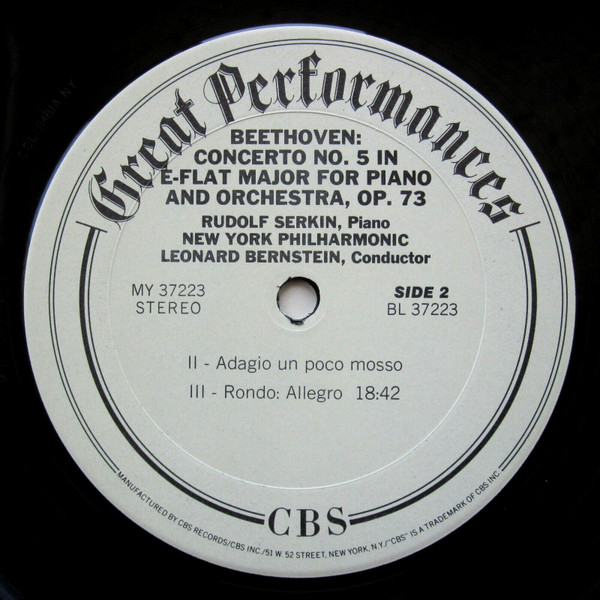 Great Performances
BEETHOVEN:
CONCERTO NO. 5 IN
E-FLAT MAJOR FOR PIANO
AND ORCHESTRA, OP. 73
RUDOLF SERKIN, Piano
NEW YORK PHILHARMONIC
LEONARD BERNSTEIN, Conductor
MY 37223
STEREO
SIDE 2
BL 37223
II - Adagio un poco mosso
III - Rondo: Allegro 18:42
CBS
MANUFACTURED BY CBS RECORDS/CBS INC./51 W. 52 STREET, NEW YORK, N.Y./"CBS" IS A TRADEMARK OF CBS INC